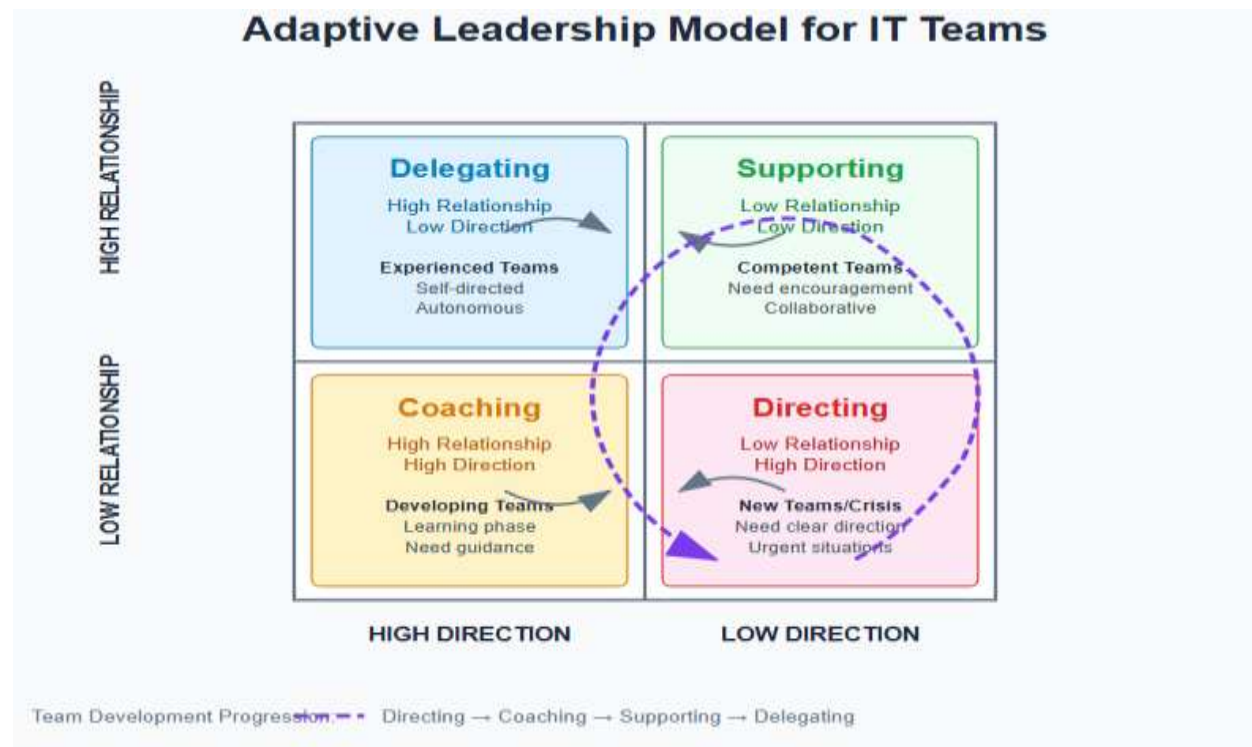 Adaptive Leadership Model for IT Teams
HIGH RELATIONSHIP
LOW RELATIONSHIP
Delegating
High Relationship
Low Direction
Experienced Teams
Self-directed
Autonomous
Supporting
Low Relationship
Low Direction
Competent Teams
Need encouragement
Collaborative
Coaching
High Relationship
High Direction
Developing Teams
Learning phase
Need guidance
Directing
Low Relationship
High Direction
New Teams/Crisis
Need clear direction
Urgent situations
HIGH DIRECTION
LOW DIRECTION
Team Development Progression: Directing → Coaching → Supporting → Delegating